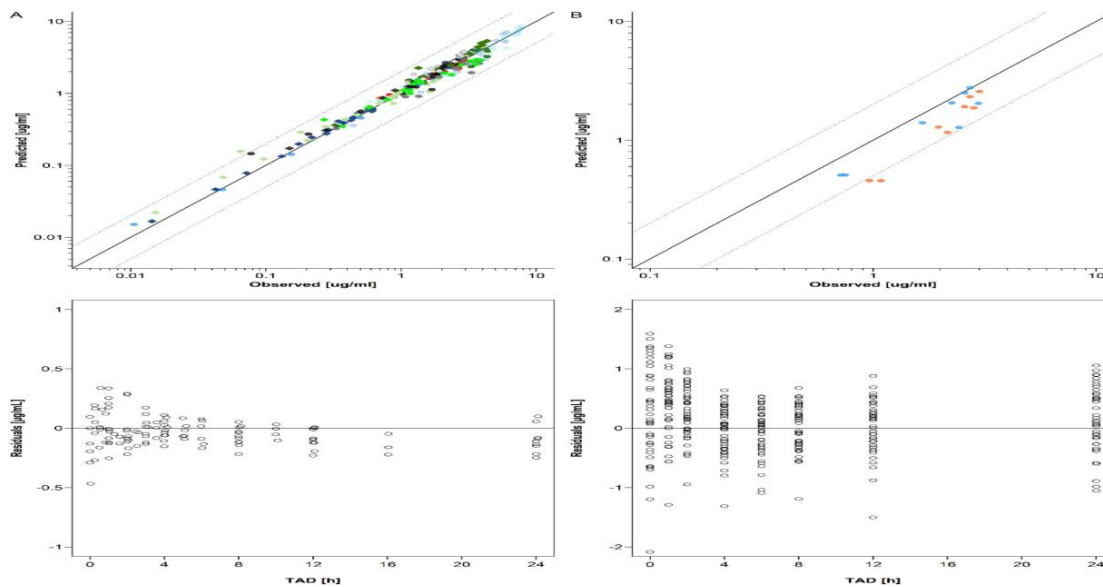 A
10
1
0.1
0.01
Predicted [ug/ml]
0.01 0.1 1 10
Observed [ug/ml]
B
10
1
0.1
Predicted [ug/ml]
0.1 1 10
Observed [ug/ml]
1
0.5
0
-0.5
-1
Residuals [µg/mL]
0 4 8 12 16 20 24
TAD [h]
2
1
0
-1
-2
Residuals [µg/mL]
0 4 8 12 16 20 24
TAD [h]